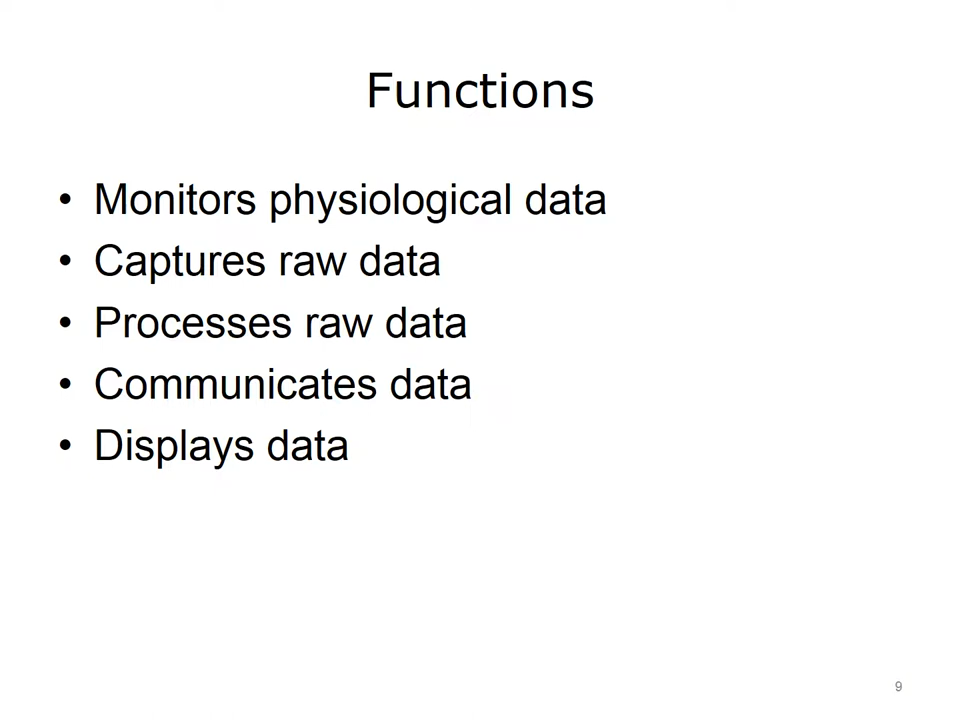 Functions
• Monitors physiological data
• Captures raw data
• Processes raw data
• Communicates data
• Displays data
9